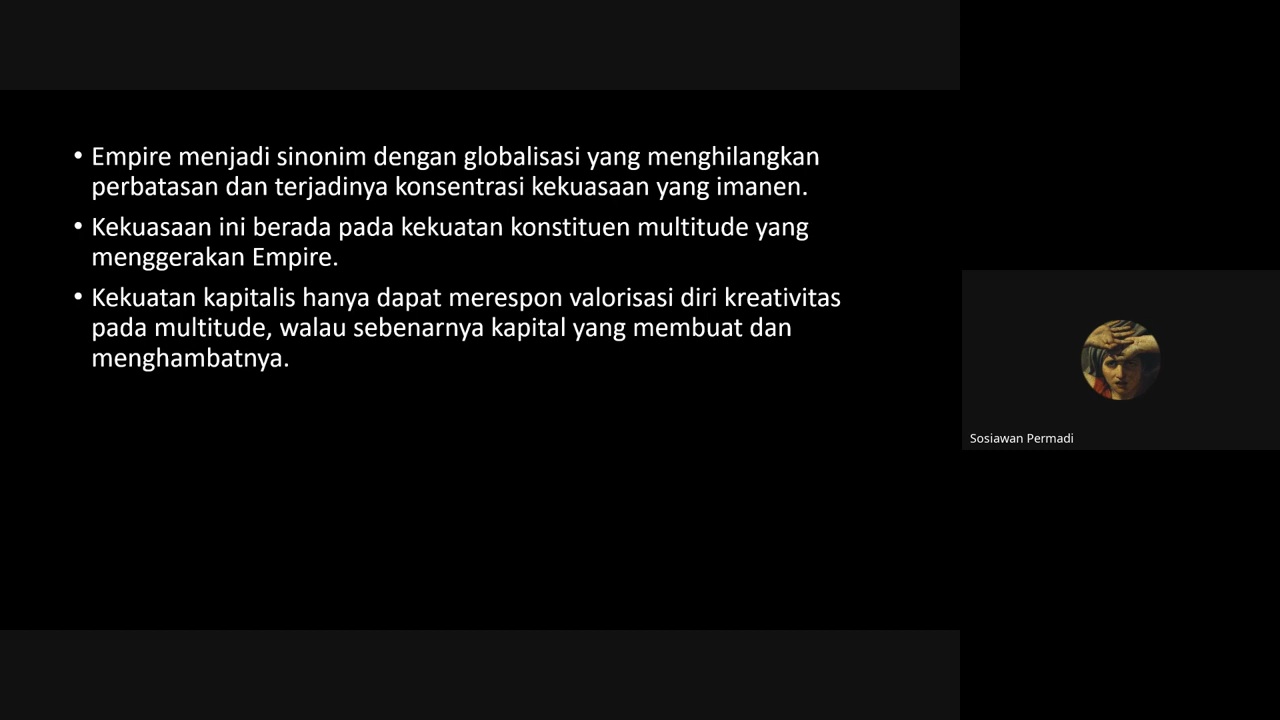 • Empire menjadi sinonim dengan globalisasi yang menghilangkan
perbatasan dan terjadinya konsentrasi kekuasaan yang imanen.
• Kekuasaan ini berada pada kekuatan konstituen multitude yang
menggerakan Empire.
• Kekuatan kapitalis hanya dapat merespon valorisasi diri kreativitas
pada multitude, walau sebenarnya kapital yang membuat dan
menghambatnya.
Sosiawan Permadi